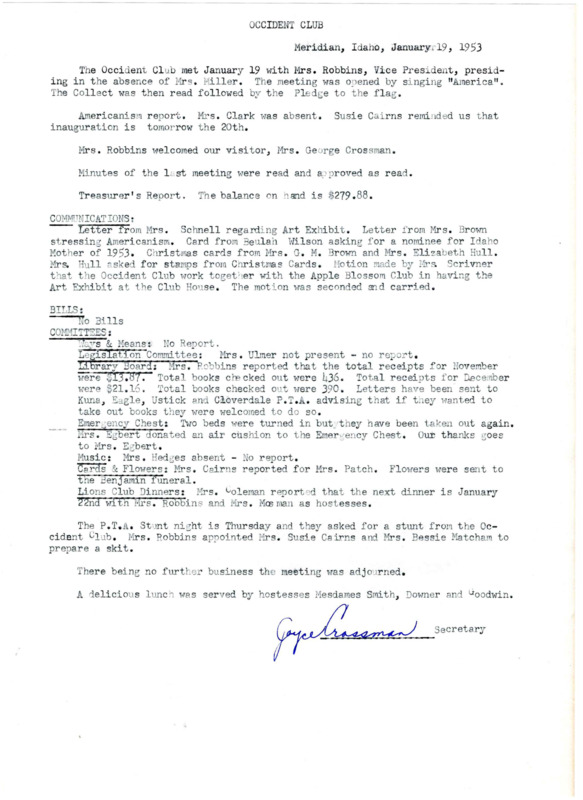 OCCIDENT CLUB
Meridian, Idaho, January 19, 1953
The Occident Club met January 19 with Mrs. Robbins, Vice President, presid-
ing in the absence of Mrs. Miller. The meeting was opened by singing "America".
The Collect was then read followed by the Pledge to the flag.
Americanism report. Mrs. Clark was absent. Susie Cairns reminded us that
inauguration is tomorrow the 20th.
Mrs. Robbins welcomed our visitor, Mrs. George Crossman.
Minutes of the last meeting were read and approved as read.
Treasurer's Report. The balance on hand is $279.88.
COMMUNICATIONS:
Letter from Mrs. Schnell regarding Art Exhibit. Letter from Mrs. Brown
stressing Americanism. Card from Beulah Wilson asking for a nominee for Idaho
Mother of 1953. Christmas cards from Mrs. G. M. Brown and Mrs. Elizabeth Hull.
Mrs. Hull asked for stamps from Christmas Cards. Motion made by Mrs. Scrivner
that the Occident Club work together with the Apple Blossom Club in having the
Art Exhibit at the Club House. The motion was seconded and carried.
BILLS:
No Bills
COMMITTEES:
Ways & Means: No Report.
Legislation Committee: Mrs. Ulmer not present - no report.
Library Board: Mrs. Robbins reported that the total receipts for November
were $13.87. Total books checked out were 436. Total receipts for December
were $21.16. Total books checked out were 390. Letters have been sent to
Kuna, Eagle, Ustick and Cloverdale P.T.A. advising that if they wanted to
take out books they were welcomed to do so.
Emergency Chest: Two beds were turned in but they have been taken out again.
Mrs. Egbert donated an air cushion to the Emergency Chest. Our thanks goes
to Mrs. Egbert.
Music: Mrs. Hedges absent - No report.
Cards & Flowers: Mrs. Cairns reported for Mrs. Patch. Flowers were sent to
the Benjamin funeral.
Lions Club Dinners: Mrs. Coleman reported that the next dinner is January
22nd with Mrs. Robbins and Mrs. Moeman as hostesses.
The P.T.A. Stunt night is Thursday and they asked for a stunt from the Oc-
cident Club. Mrs. Robbins appointed Mrs. Susie Cairns and Mrs. Bessie Matcham to
prepare a skit.
There being no further business the meeting was adjourned.
A delicious lunch was served by hostesses Mesdames Smith, Downer and Goodwin.
Joyce Crossman Secretary